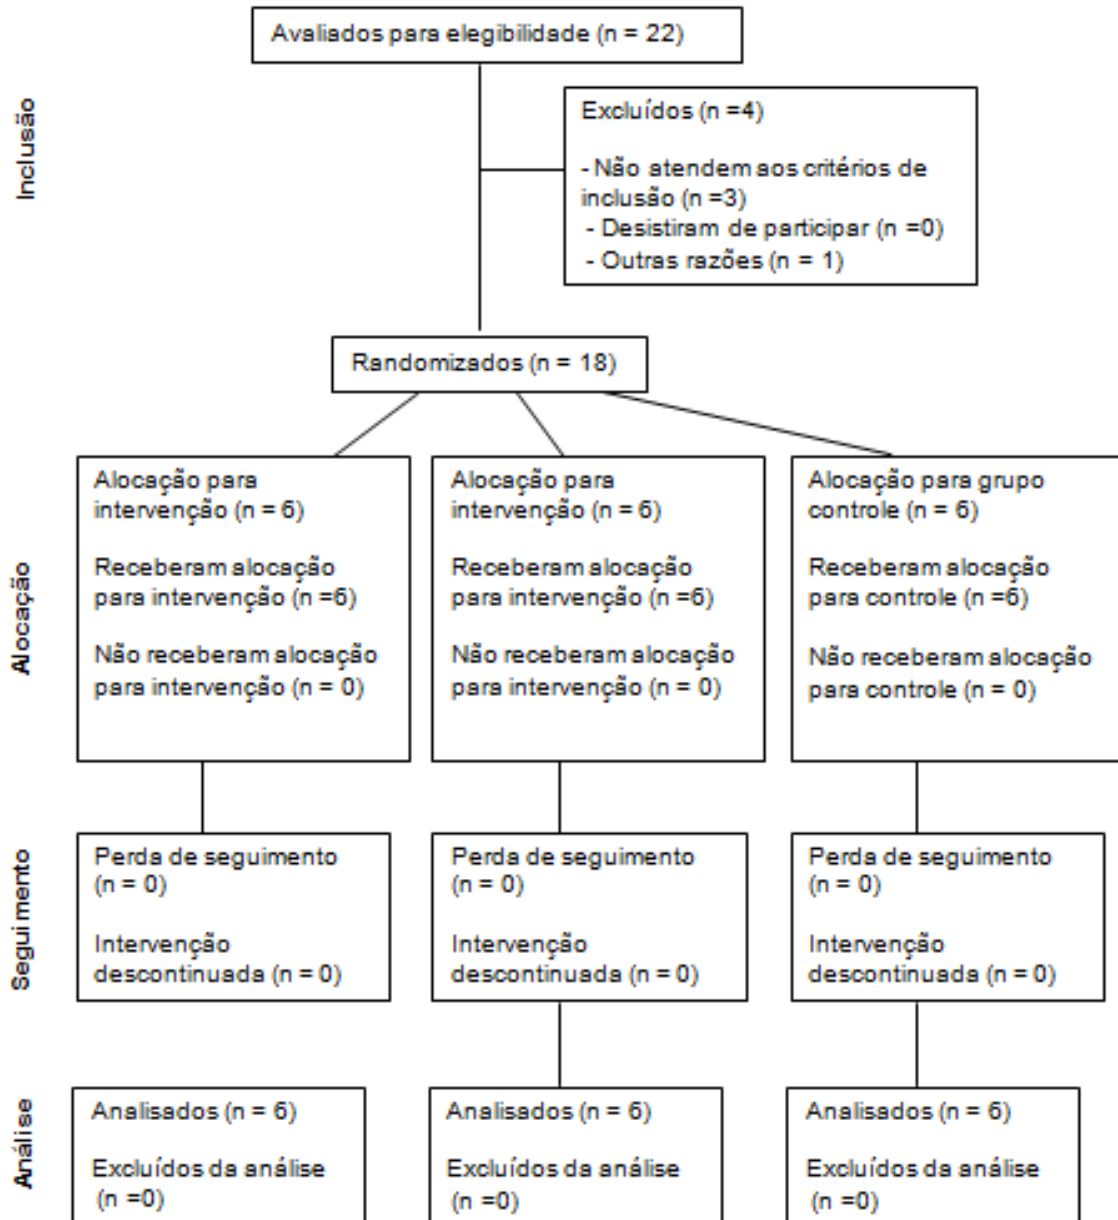 Avaliados para elegibilidade (n = 22)
Inclusão
Excluídos (n =4)
- Não atendem aos critérios de
inclusão (n =3)
- Desistiram de participar (n =0)
- Outras razões (n = 1)
Randomizados (n = 18)
Alocação
Alocação para
intervenção (n = 6)
Receberam alocação
para intervenção (n =6)
Não receberam alocação
para intervenção (n = 0)
Alocação para
intervenção (n = 6)
Receberam alocação
para intervenção (n =6)
Não receberam alocação
para intervenção (n = 0)
Alocação para grupo
controle (n = 6)
Receberam alocação
para controle (n =6)
Não receberam alocação
para controle (n = 0)
Seguimento
Perda de seguimento
(n = 0)
Intervenção
descontinuada (n = 0)
Perda de seguimento
(n = 0)
Intervenção
descontinuada (n = 0)
Perda de seguimento
(n = 0)
Intervenção
descontinuada (n = 0)
Análise
Analisados (n = 6)
Excluídos da análise
(n =0)
Analisados (n = 6)
Excluídos da análise
(n =0)
Analisados (n = 6)
Excluídos da análise
(n =0)